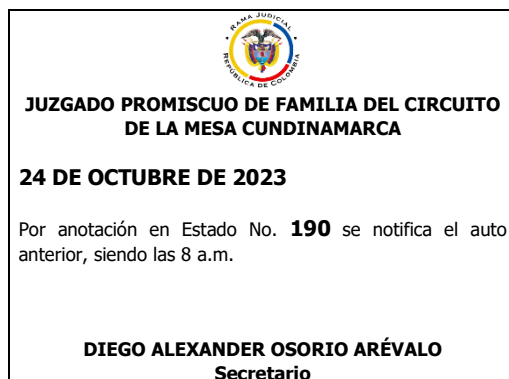 RAMA JUDICIAL
REPÚBLICA DE COLOMBIA
JUZGADO PROMISCUO DE FAMILIA DEL CIRCUITO
DE LA MESA CUNDINAMARCA
24 DE OCTUBRE DE 2023
Por anotación en Estado No. 190 se notifica el auto
anterior, siendo las 8 a.m.
DIEGO ALEXANDER OSORIO ARÉVALO
Secretario